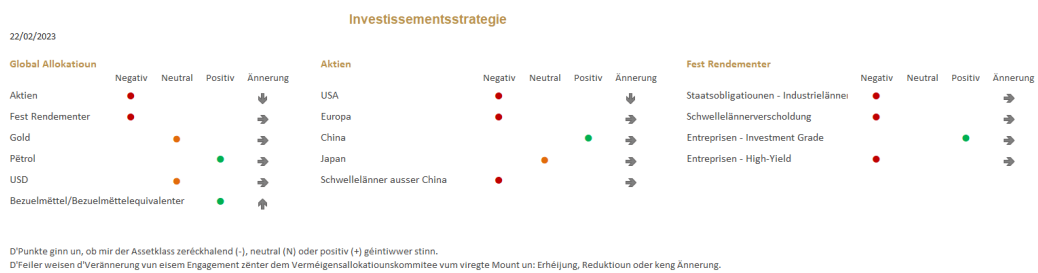 Investissementsstrategie
22/02/2023
Global Allokatioun
Negativ Neutral Positiv Ännerung
Aktien
Fest Rendementer
Gold
Pëtrol
USD
Bezuelmëttel/Bezuelmëttelequivalenter
Aktien
Negativ Neutral Positiv Ännerung
USA
Europa
China
Japan
Schwellelänner ausser China
Fest Rendementer
Negativ Neutral Positiv Ännerung
Staatsobligatiounen - Industrielänner
Schwellelännerverscholdung
Entreprisen - Investment Grade
Entreprisen - High-Yield
D'Punkte ginn un, ob mir der Assetklass zeréckhalend (-), neutral (N) oder positiv (+) géintiwwer stinn.
D'Feiler weisen d'Verännerung vun eisem Engagement zënter dem Verméigensallokatiounskommitee vum viregte Mount un: Erhéijung, Reduktioun oder keng Ännerung.